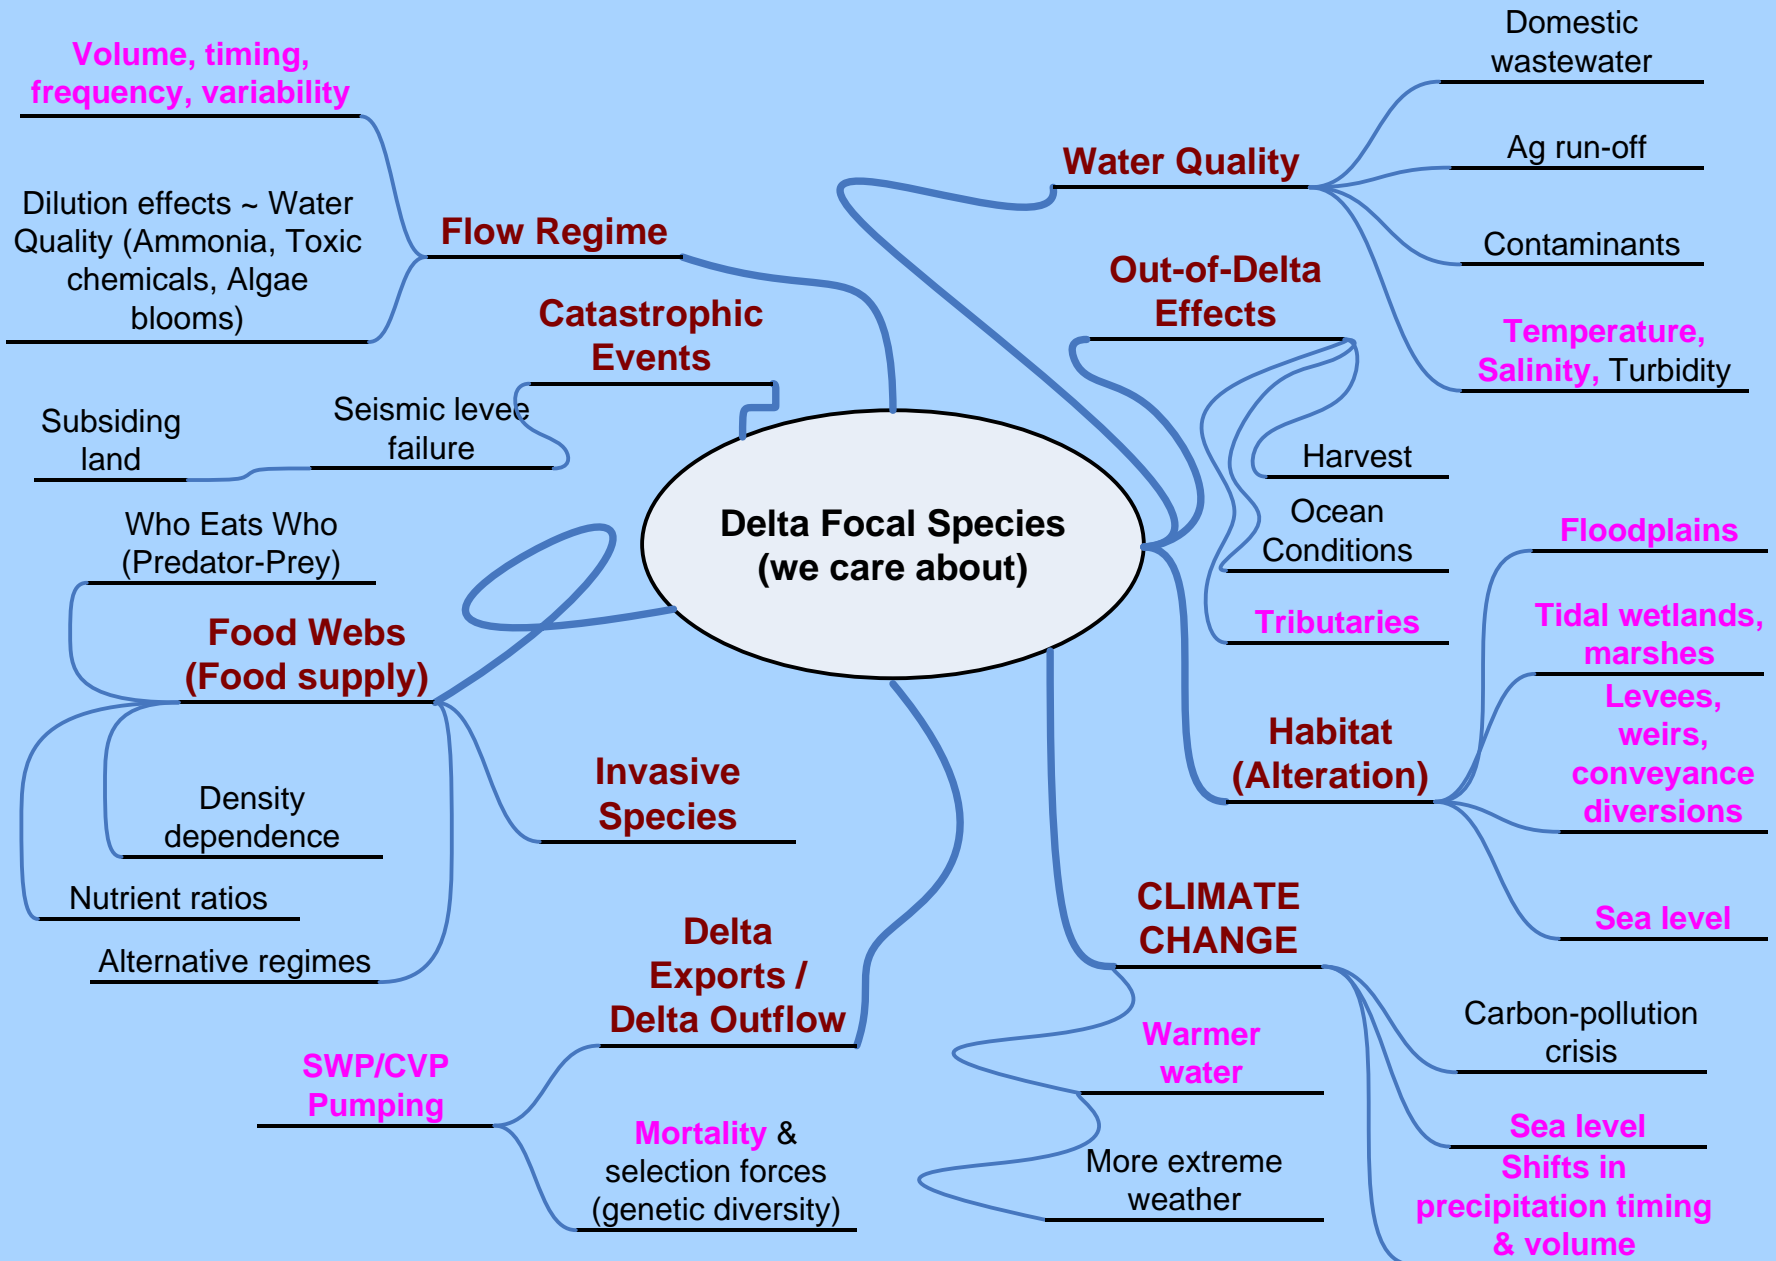 Volume, timing,
frequency, variability
Dilution effects ~ Water
Quality (Ammonia, Toxic
chemicals, Algae
blooms)
Flow Regime
Catastrophic
Events
Seismic levee
failure
Subsiding
land
Who Eats Who
(Predator-Prey)
Food Webs
(Food supply)
Density
dependence
Nutrient ratios
Alternative regimes
Invasive
Species
Delta
Exports /
Delta Outflow
SWP/CVP
Pumping
Mortality &
selection forces
(genetic diversity)
Delta Focal Species
(we care about)
Water Quality
Domestic
wastewater
Ag run-off
Contaminants
Temperature,
Salinity, Turbidity
Out-of-Delta
Effects
Harvest
Ocean
Conditions
Tributaries
Habitat
(Alteration)
Floodplains
Tidal wetlands,
marshes
Levees,
weirs,
conveyance
diversions
Sea level
CLIMATE
CHANGE
Warmer
water
More extreme
weather
Carbon-pollution
crisis
Sea level
Shifts in
precipitation timing
& volume